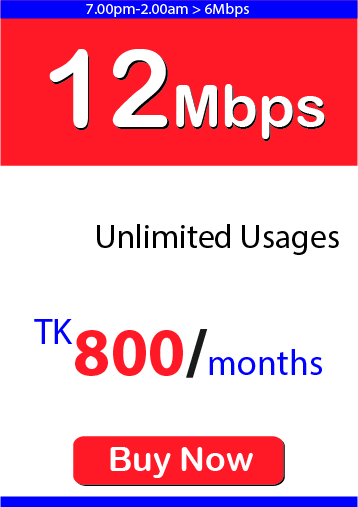 7.00pm-2.00am > 6Mbps
12Mbps
Unlimited Usages
TK800/months
Buy Now